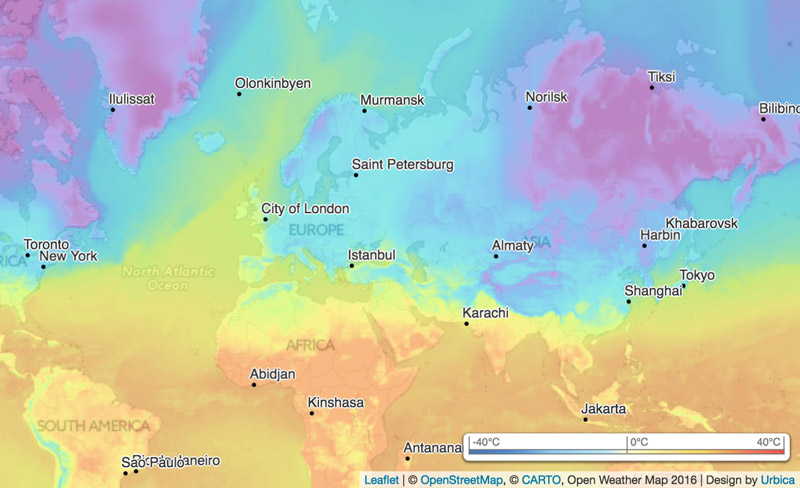 Tiksi
Olonkinbyen
Ilulissat
Murmansk
Norilsk
Bilibino
Saint Petersburg
City of London
Khabarovsk
EUROPE
Harbin
Toronto
Almaty
ASIA
New York
Istanbul
North Atlantic
Ocean
Tokyo
Shanghai
Karachi
AFRICA
Abidjan
Kinshasa
Jakarta
SOUTH AMERICA
-40°C 0°C 40°C
Antanana
São Paulo
Rio de Janeiro
Leaflet | © OpenStreetMap, © CARTO, Open Weather Map 2016 | Design by Urbica